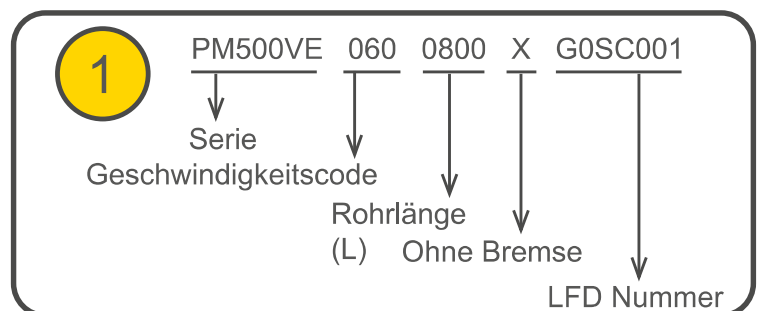 1
PM500VE 060 0800 X G0SC001
Serie
Geschwindigkeitscode
Rohrlänge
(L) Ohne Bremse
LFD Nummer